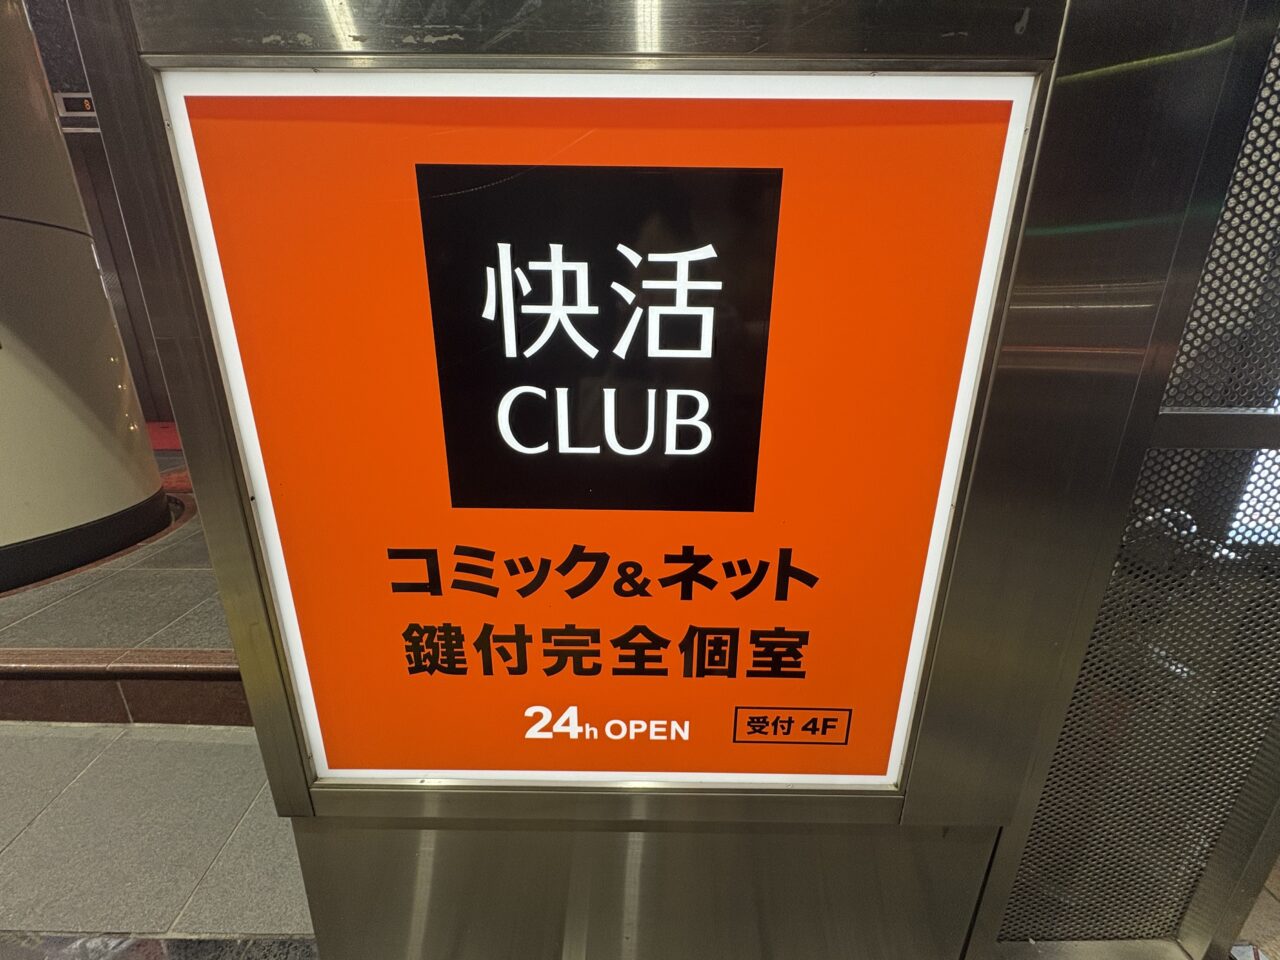 快活
CLUB
コミック&ネット
鍵付完全個室
24h OPEN
受付 4F
8